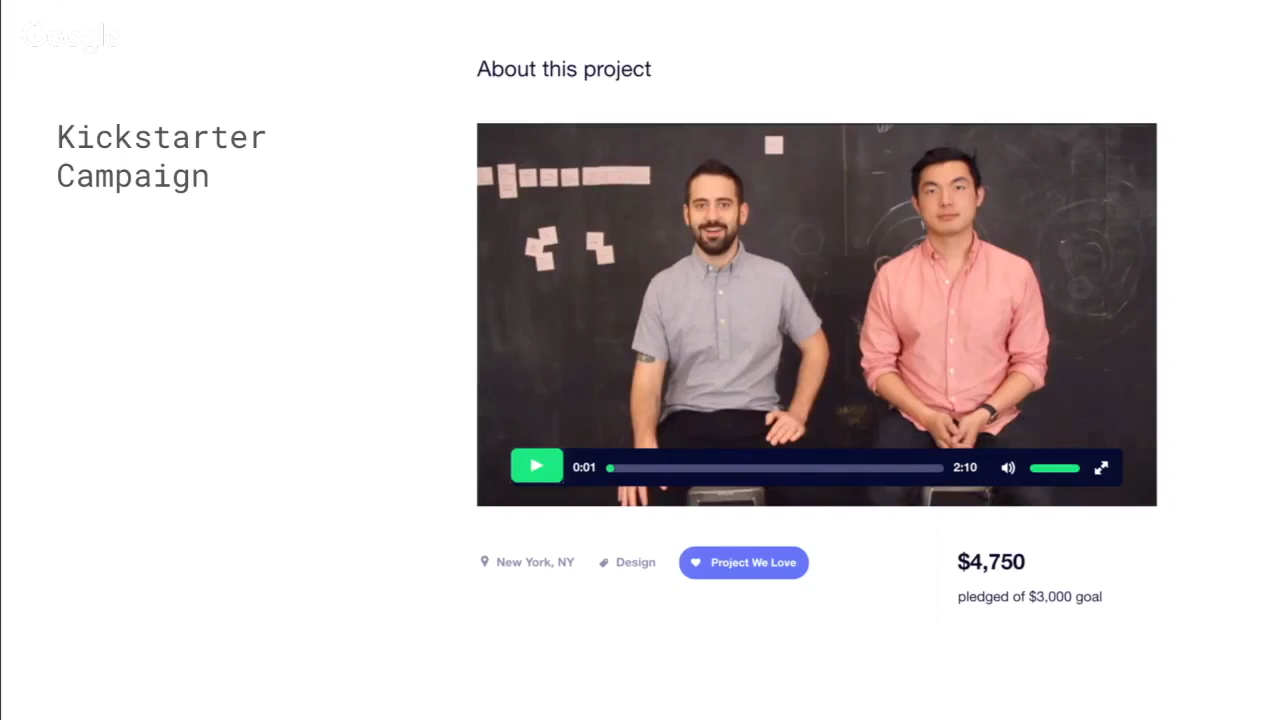 Google
Kickstarter
Campaign
About this project
0:01
2:10
New York, NY
Design
Project We Love
$4,750
pledged of $3,000 goal